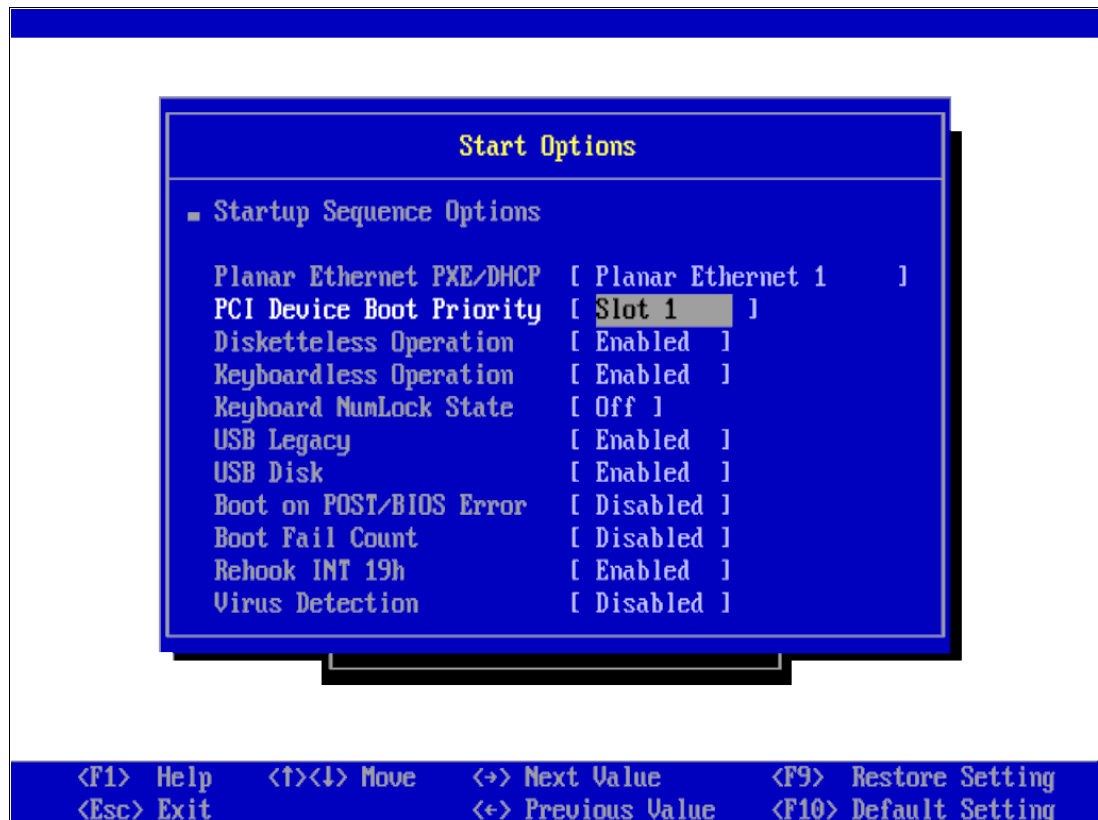 Start Options
▪ Startup Sequence Options
Planar Ethernet PXE/DHCP [ Planar Ethernet 1 ]
PCI Device Boot Priority [ Slot 1 ]
Disketteless Operation [ Enabled ]
Keyboardless Operation [ Enabled ]
Keyboard NumLock State [ Off ]
USB Legacy [ Enabled ]
USB Disk [ Enabled ]
Boot on POST/BIOS Error [ Disabled ]
Boot Fail Count [ Disabled ]
Rehook INT 19h [ Enabled ]
Virus Detection [ Disabled ]
<F1> Help <↑><↓> Move <→> Next Value <F9> Restore Setting
<Esc> Exit <←> Previous Value <F10> Default Setting